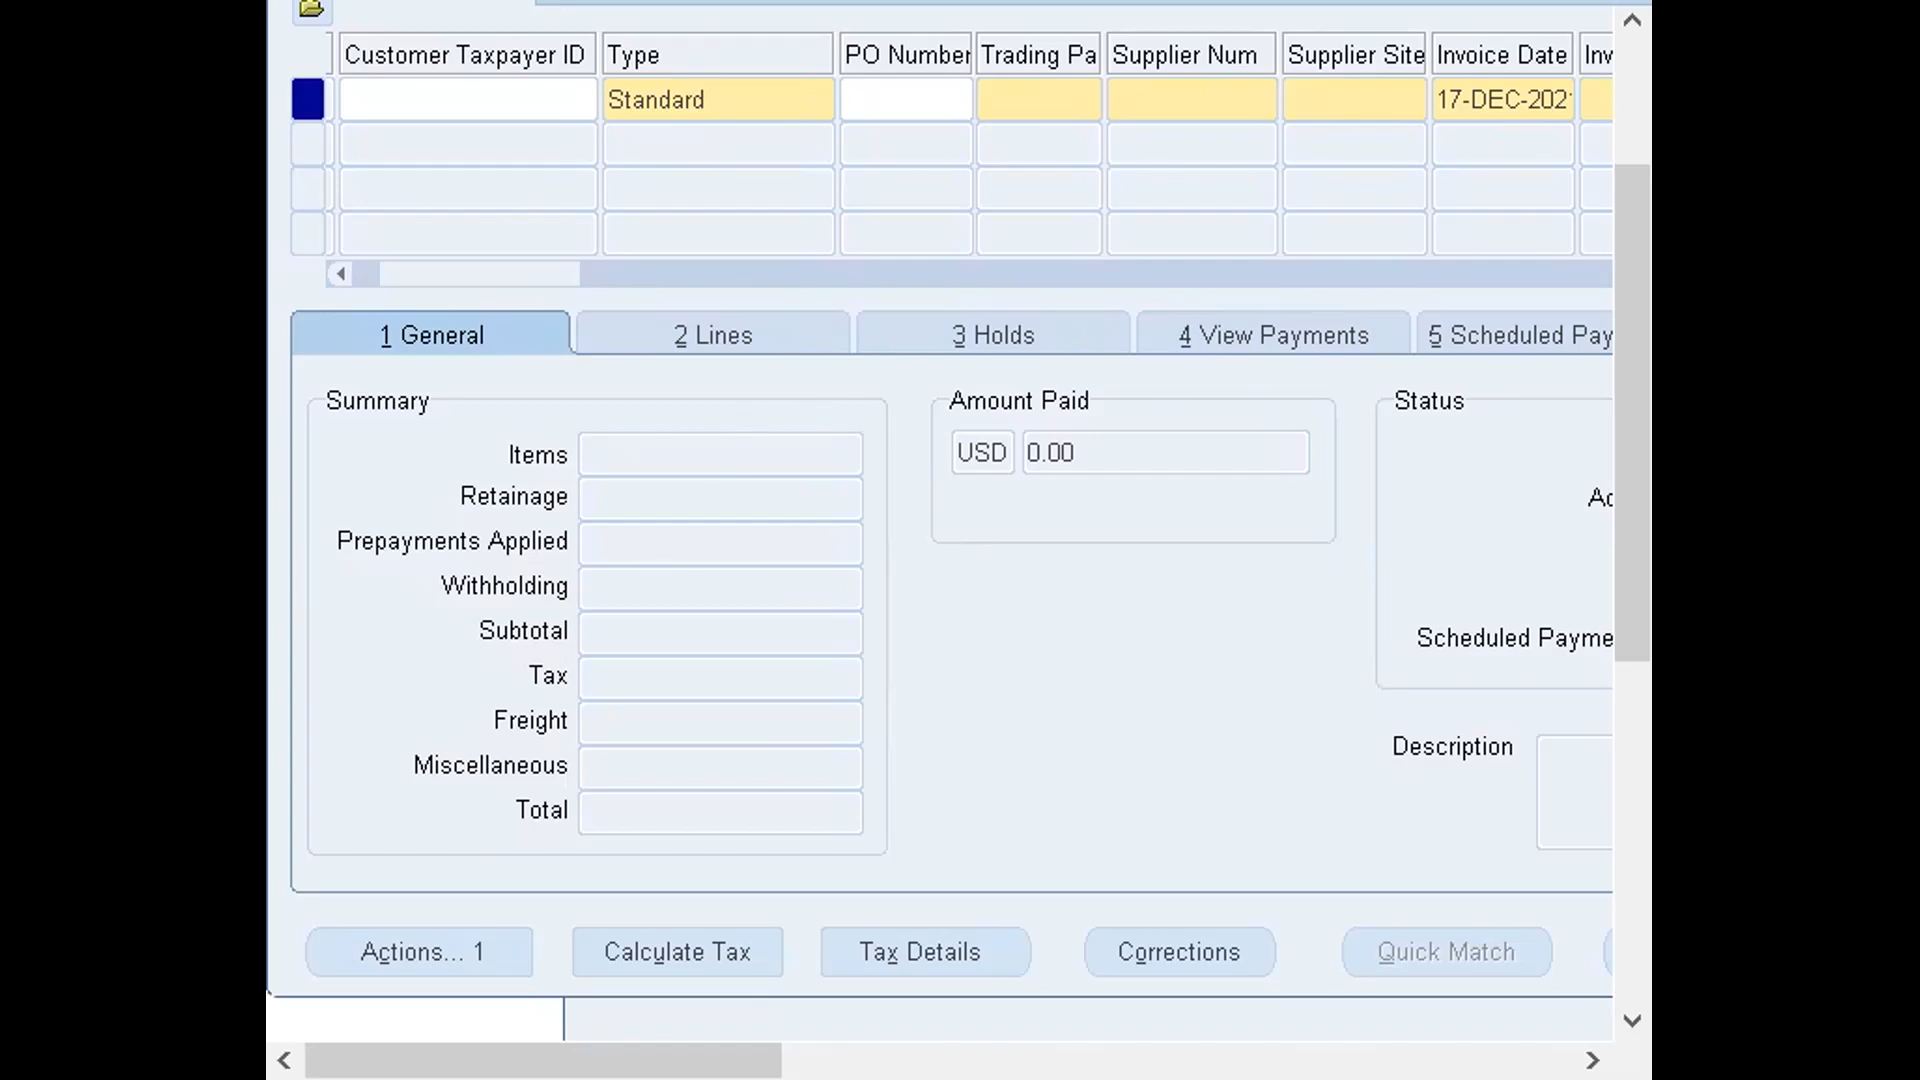 Customer Taxpayer ID Type PO Number Trading Pa Supplier Num Supplier Site Invoice Date Inv
Standard 17-DEC-202
1 General 2 Lines 3 Holds 4 View Payments 5 Scheduled Pay
Summary Amount Paid Status
Items USD 0.00
Retainage Ac
Prepayments Applied
Withholding
Subtotal Scheduled Payme
Tax
Freight
Description
Miscellaneous
Total
Actions... 1 Calculate Tax Tax Details Corrections Quick Match